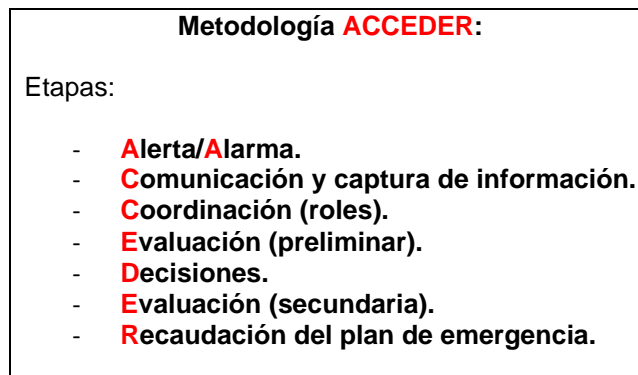 Metodología ACCEDER:
Etapas:
- Alerta/Alarma.
- Comunicación y captura de información.
- Coordinación (roles).
- Evaluación (preliminar).
- Decisiones.
- Evaluación (secundaria).
- Recaudación del plan de emergencia.